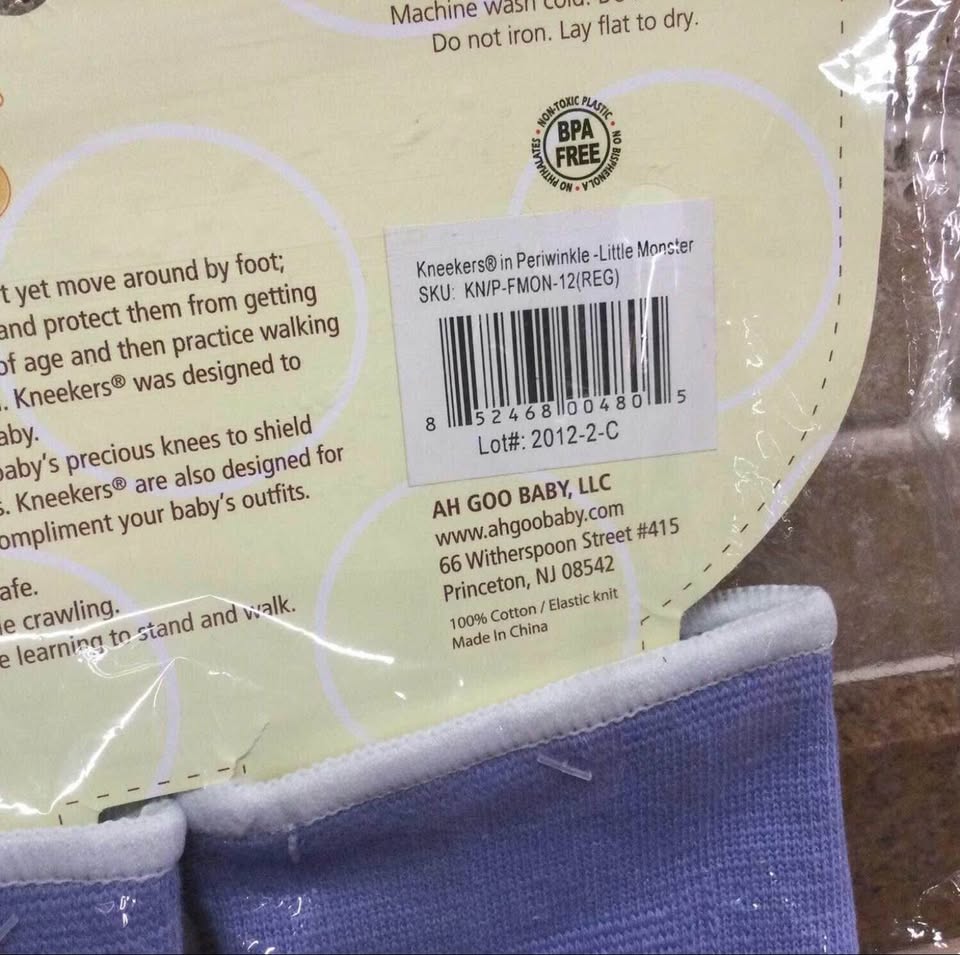 Machine wash cold. Do
Do not iron. Lay flat to dry.
NON-TOXIC PLASTIC • NO BISPHENOL-A • NO PHTHALATES •
BPA
FREE
t yet move around by foot;
and protect them from getting
of age and then practice walking
. Kneekers® was designed to
aby.
baby's precious knees to shield
s. Kneekers® are also designed for
ompliment your baby's outfits.
afe.
le crawling.
e learning to stand and walk.
Kneekers® in Periwinkle -Little Monster
SKU: KN/P-FMON-12(REG)
8 52468 00480 5
Lot#: 2012-2-C
AH GOO BABY, LLC
www.ahgoobaby.com
66 Witherspoon Street #415
Princeton, NJ 08542
100% Cotton / Elastic knit
Made In China